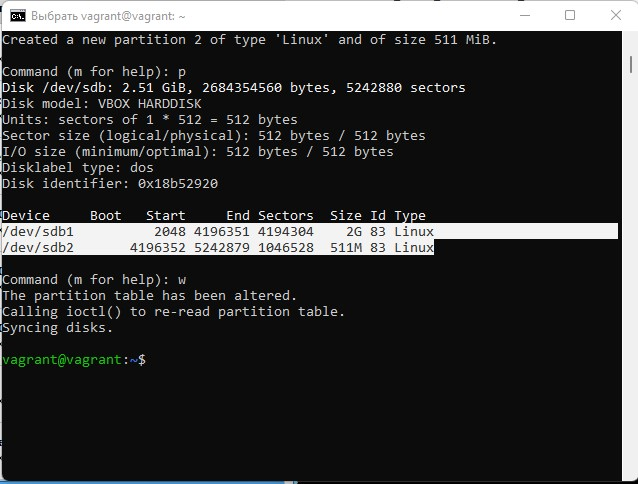 Выбрать vagrant@vagrant: ~
Created a new partition 2 of type 'Linux' and of size 511 MiB.
Command (m for help): p
Disk /dev/sdb: 2.51 GiB, 2684354560 bytes, 5242880 sectors
Disk model: VBOX HARDDISK
Units: sectors of 1 * 512 = 512 bytes
Sector size (logical/physical): 512 bytes / 512 bytes
I/O size (minimum/optimal): 512 bytes / 512 bytes
Disklabel type: dos
Disk identifier: 0x18b52920
Device     Boot   Start     End Sectors  Size Id Type
/dev/sdb1          2048 4196351 4194304    2G 83 Linux
/dev/sdb2       4196352 5242879 1046528  511M 83 Linux
Command (m for help): w
The partition table has been altered.
Calling ioctl() to re-read partition table.
Syncing disks.
vagrant@vagrant:~$